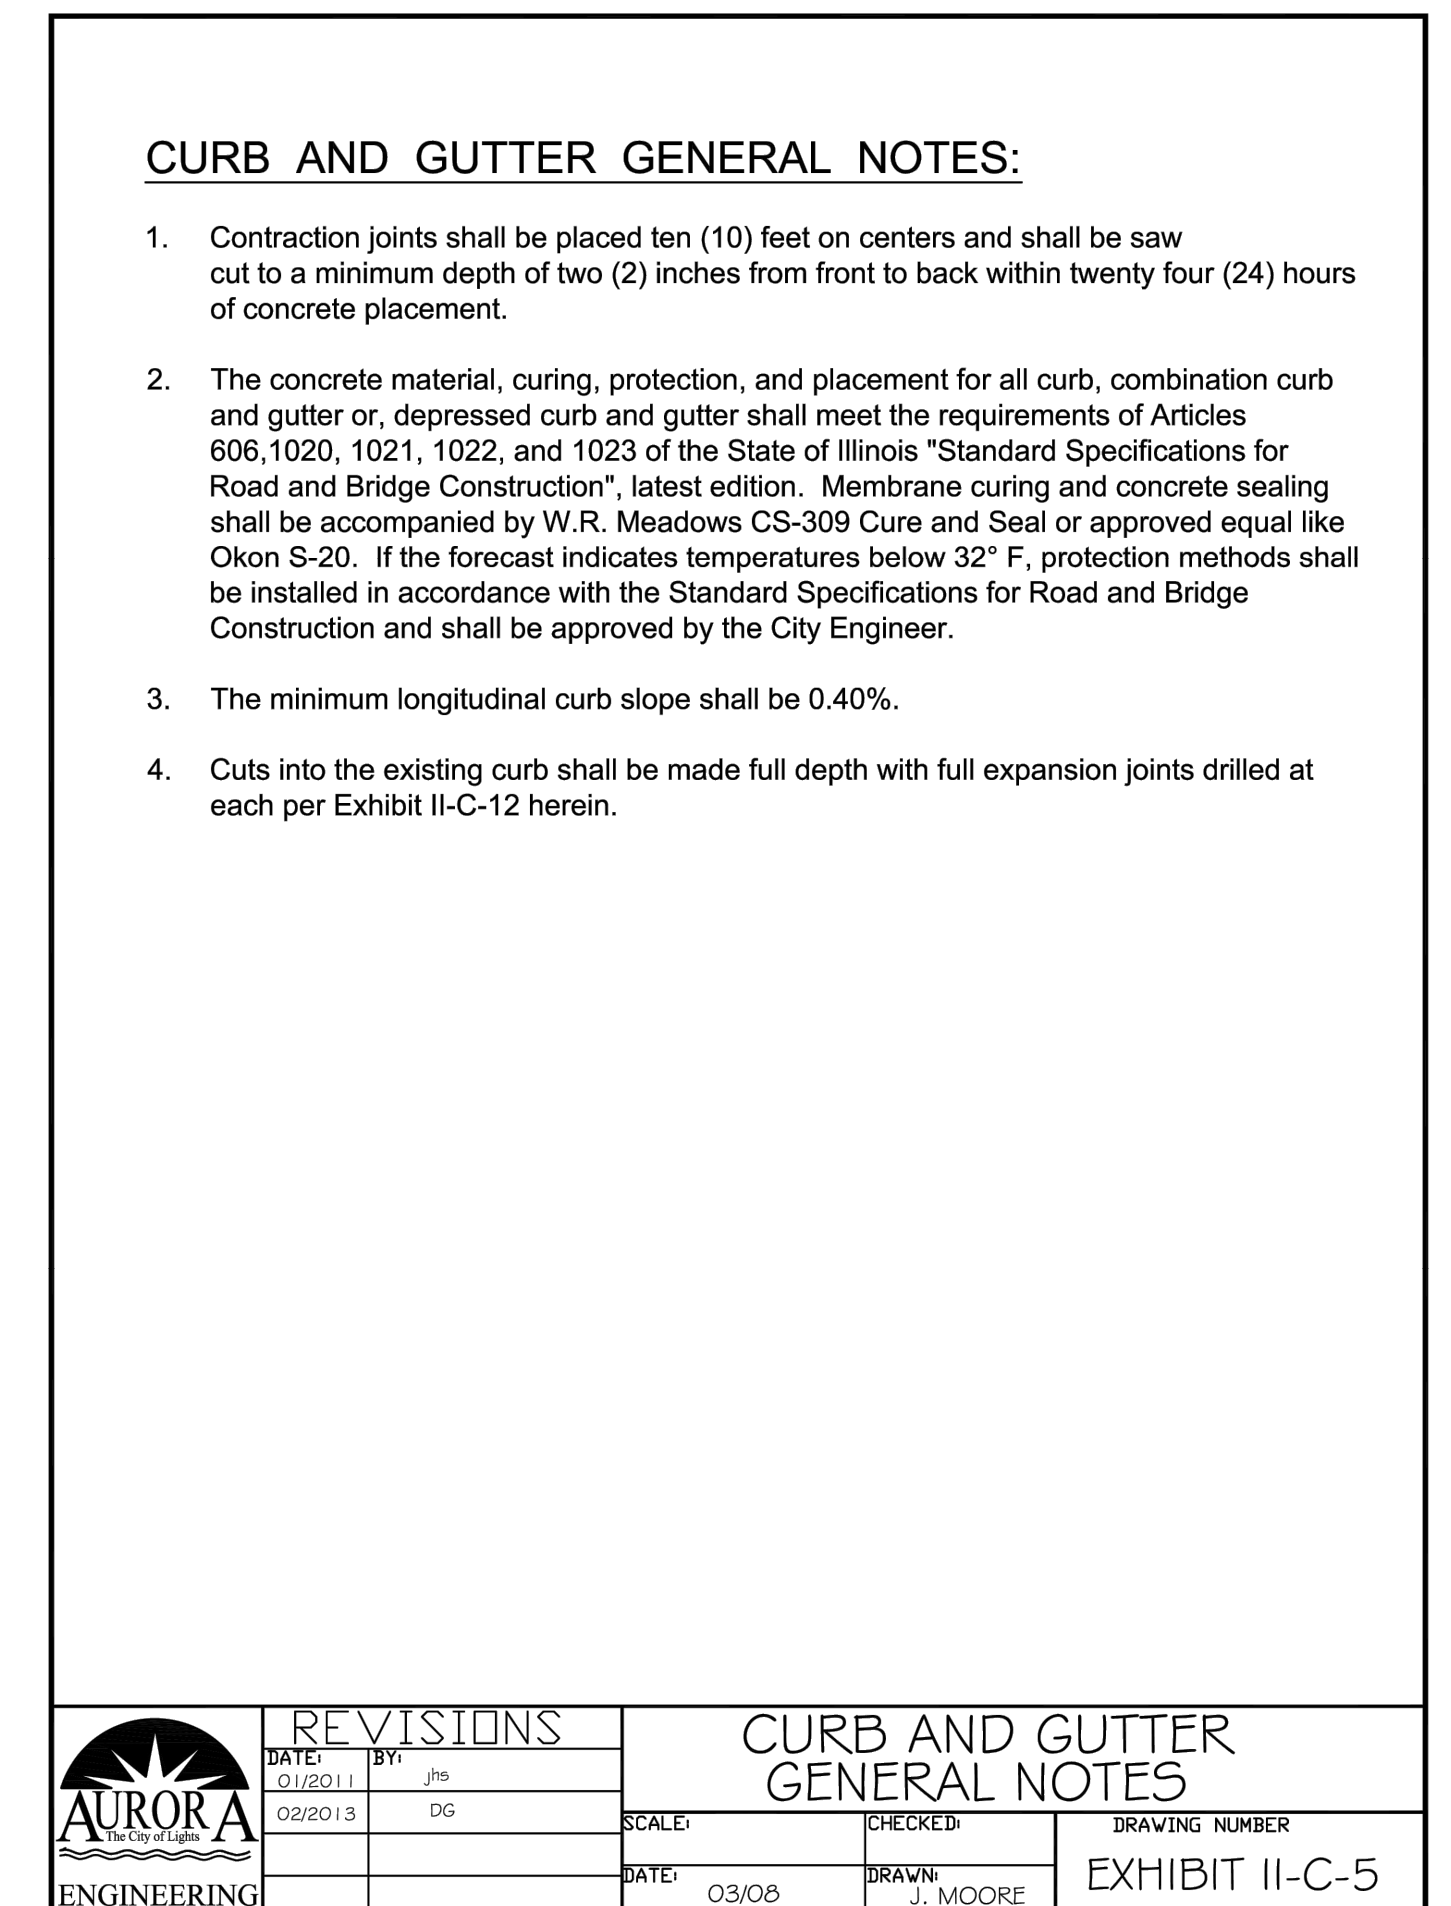 CURB AND GUTTER GENERAL NOTES:
1. Contraction joints shall be placed ten (10) feet on centers and shall be saw
cut to a minimum depth of two (2) inches from front to back within twenty four (24) hours
of concrete placement.
2. The concrete material, curing, protection, and placement for all curb, combination curb
and gutter or, depressed curb and gutter shall meet the requirements of Articles
606,1020, 1021, 1022, and 1023 of the State of Illinois "Standard Specifications for
Road and Bridge Construction", latest edition. Membrane curing and concrete sealing
shall be accompanied by W.R. Meadows CS-309 Cure and Seal or approved equal like
Okon S-20. If the forecast indicates temperatures below 32° F, protection methods shall
be installed in accordance with the Standard Specifications for Road and Bridge
Construction and shall be approved by the City Engineer.
3. The minimum longitudinal curb slope shall be 0.40%.
4. Cuts into the existing curb shall be made full depth with full expansion joints drilled at
each per Exhibit II-C-12 herein.
AURORA
The City of Lights
ENGINEERING
REVISIONS
DATE: BY:
01/2011 jhs
02/2013 DG
CURB AND GUTTER
GENERAL NOTES
SCALE:
CHECKED:
DATE:
03/08
DRAWN:
J. MOORE
DRAWING NUMBER
EXHIBIT II-C-5